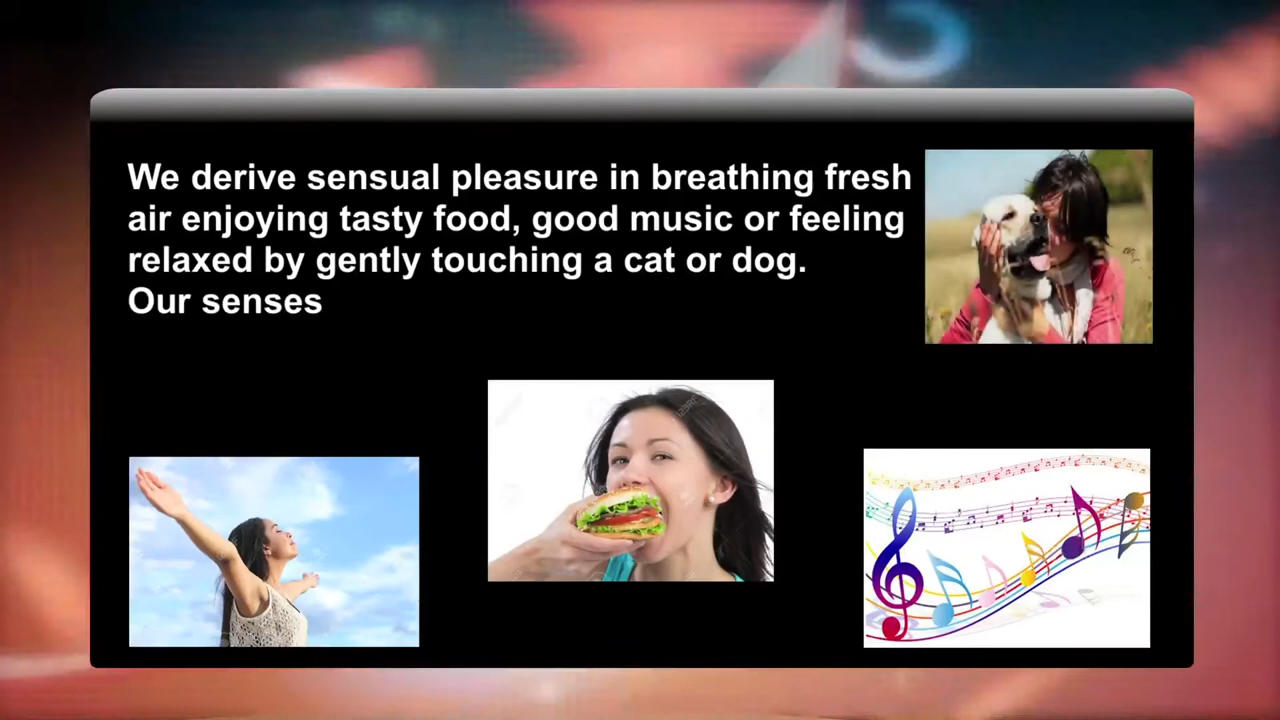 We derive sensual pleasure in breathing fresh
air enjoying tasty food, good music or feeling
relaxed by gently touching a cat or dog.
Our senses
123RF